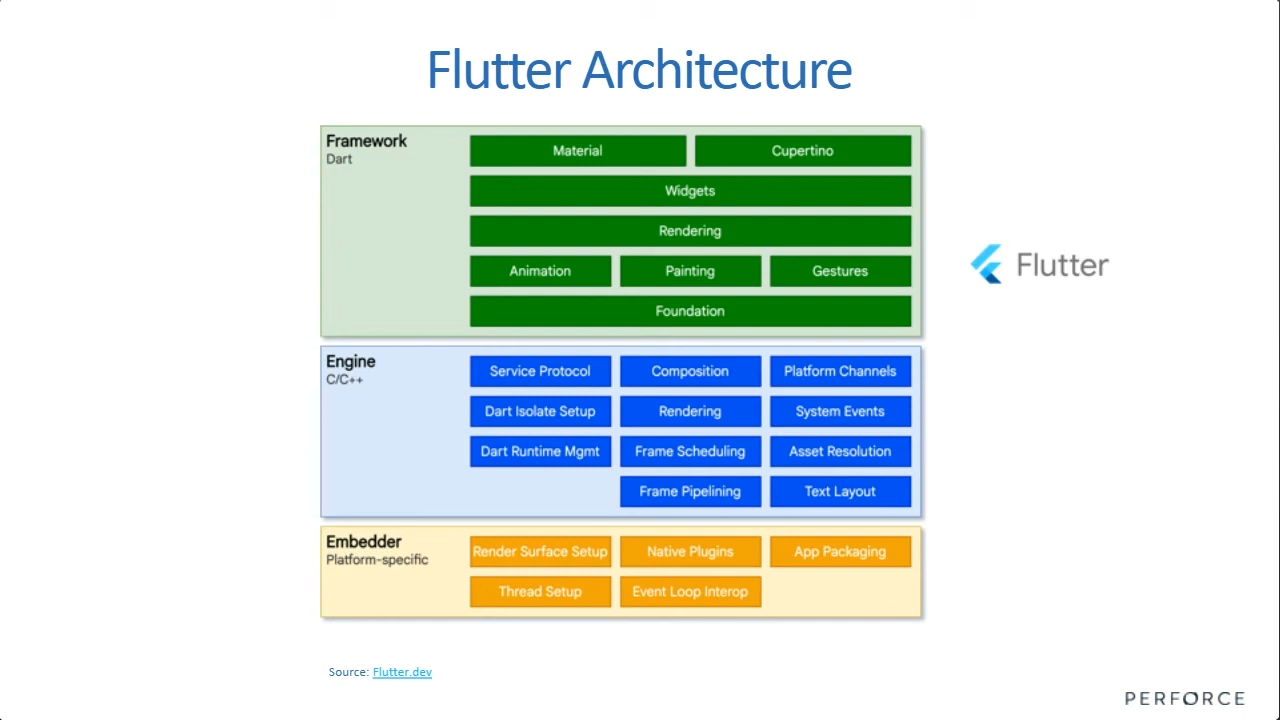 Flutter Architecture
Framework
Dart
Material
Cupertino
Widgets
Rendering
Animation
Painting
Gestures
Foundation
Flutter
Engine
C/C++
Service Protocol
Composition
Platform Channels
Dart Isolate Setup
Rendering
System Events
Dart Runtime Mgmt
Frame Scheduling
Asset Resolution
Frame Pipelining
Text Layout
Embedder
Platform-specific
Render Surface Setup
Native Plugins
App Packaging
Thread Setup
Event Loop Interop
Source: Flutter.dev
PERFORCE